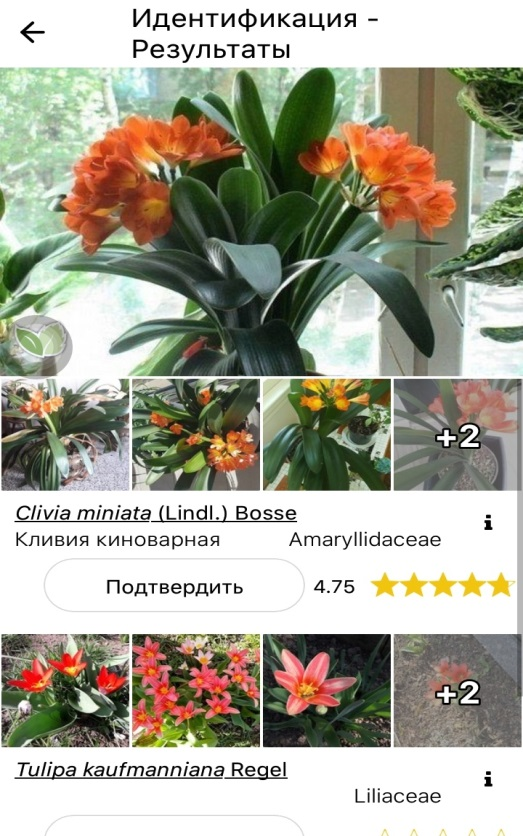 Идентификация -
Результаты
+2
Clivia miniata (Lindl.) Bosse
Кливия киноварная Amaryllidaceae
Подтвердить 4.75
+2
Tulipa kaufmanniana Regel
Liliaceae